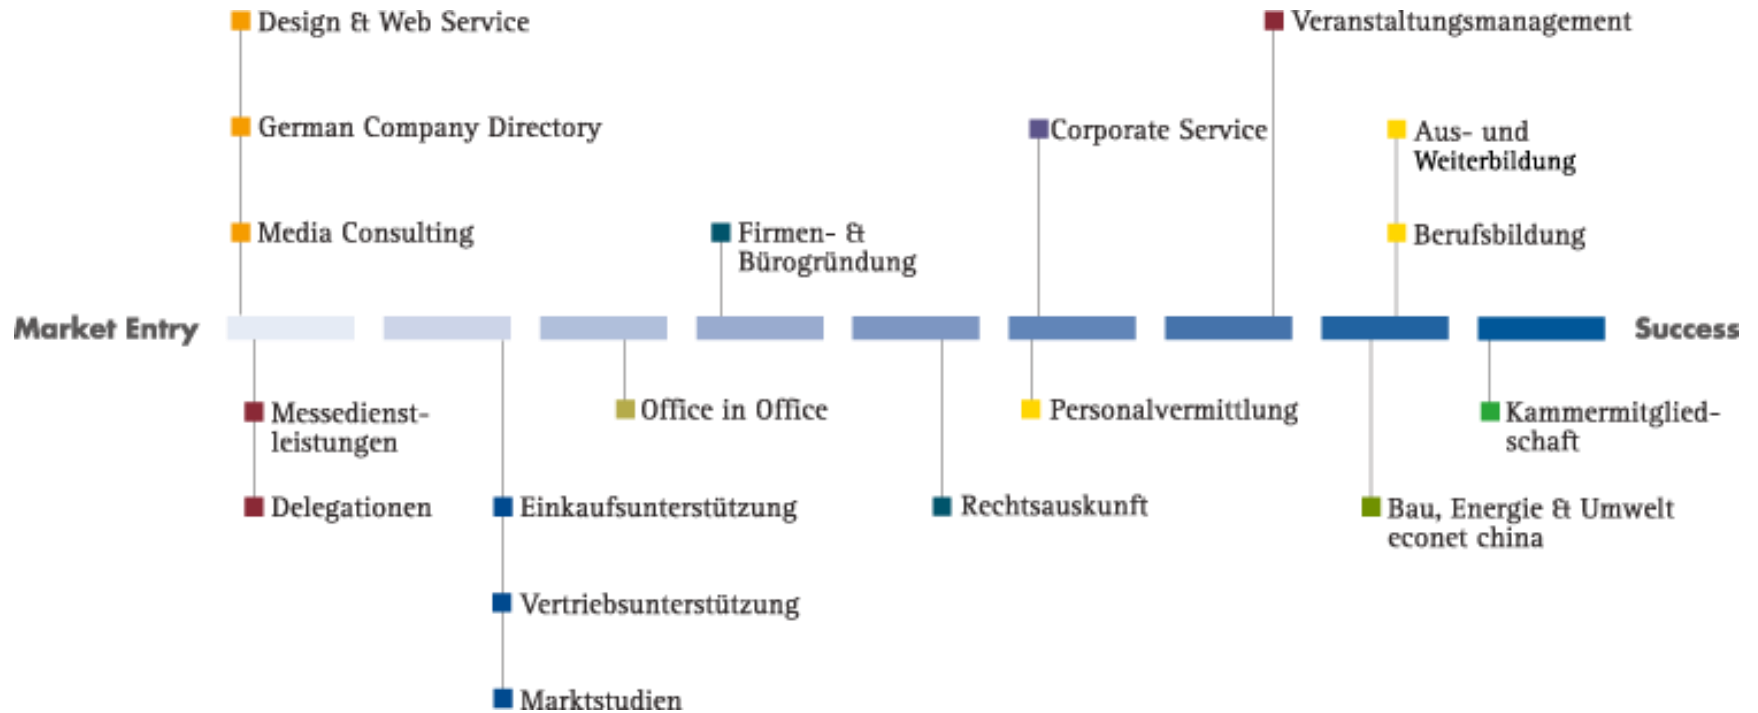 Design & Web Service
Veranstaltungsmanagement
German Company Directory
Corporate Service
Aus- und
Weiterbildung
Media Consulting
Firmen- &
Bürogründung
Berufsbildung
Market Entry
Success
Messedienst-
leistungen
Office in Office
Personalvermittlung
Kammermitglied-
schaft
Delegationen
Einkaufsunterstützung
Rechtsauskunft
Bau, Energie & Umwelt
econet china
Vertriebsunterstützung
Marktstudien